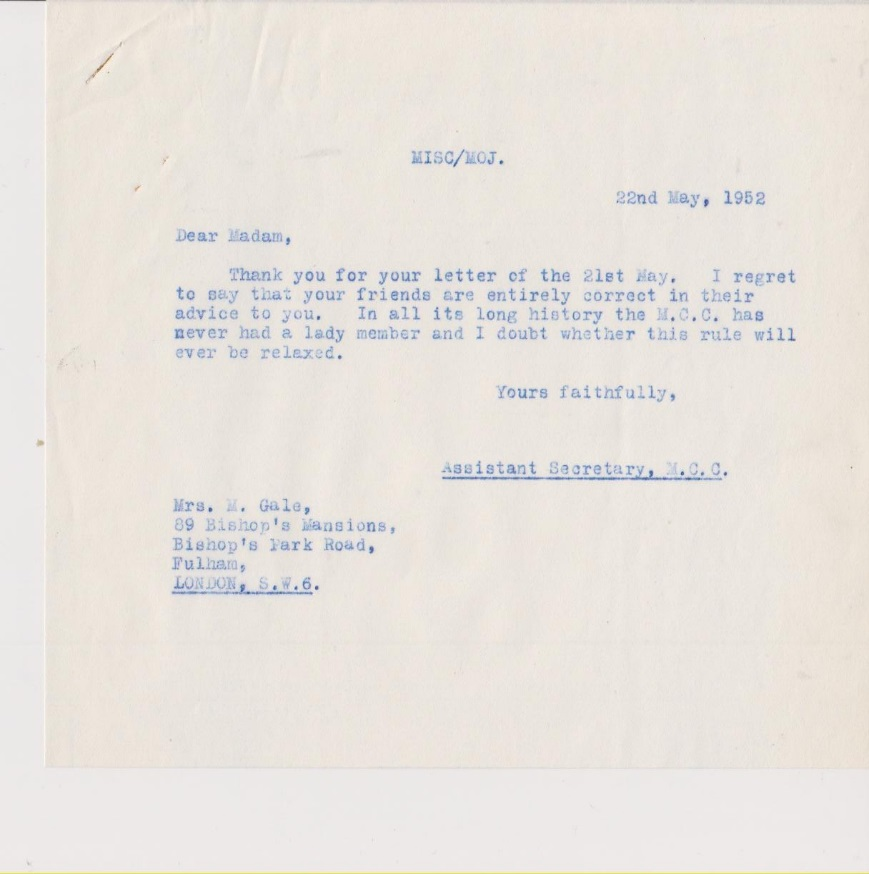 MISC/MOJ.
22nd May, 1952
Dear Madam,
Thank you for your letter of the 21st May. I regret
to say that your friends are entirely correct in their
advice to you. In all its long history the M.C.C. has
never had a lady member and I doubt whether this rule will
ever be relaxed.
Yours faithfully,
Assistant Secretary, M.C.C.
Mrs. M. Gale,
89 Bishop's Mansions,
Bishop's Park Road,
Fulham,
LONDON, S.W.6.